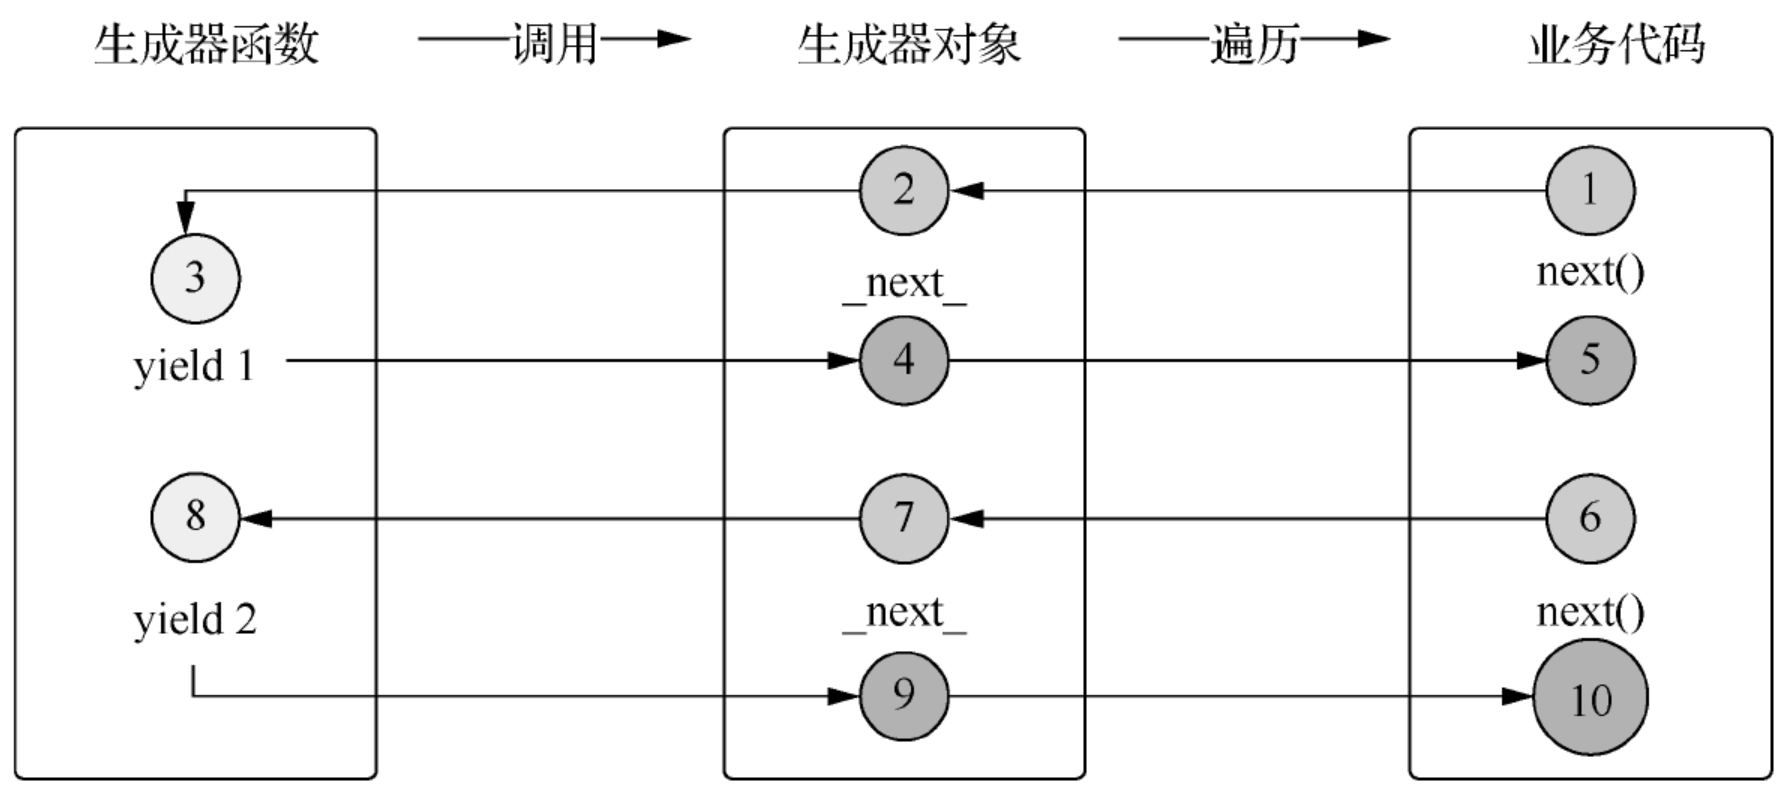 生成器函数 调用 生成器对象 遍历 业务代码
2 1
3
_next_ next()
yield 1 4 5
8 7 6
yield 2 _next_ next()
9 10